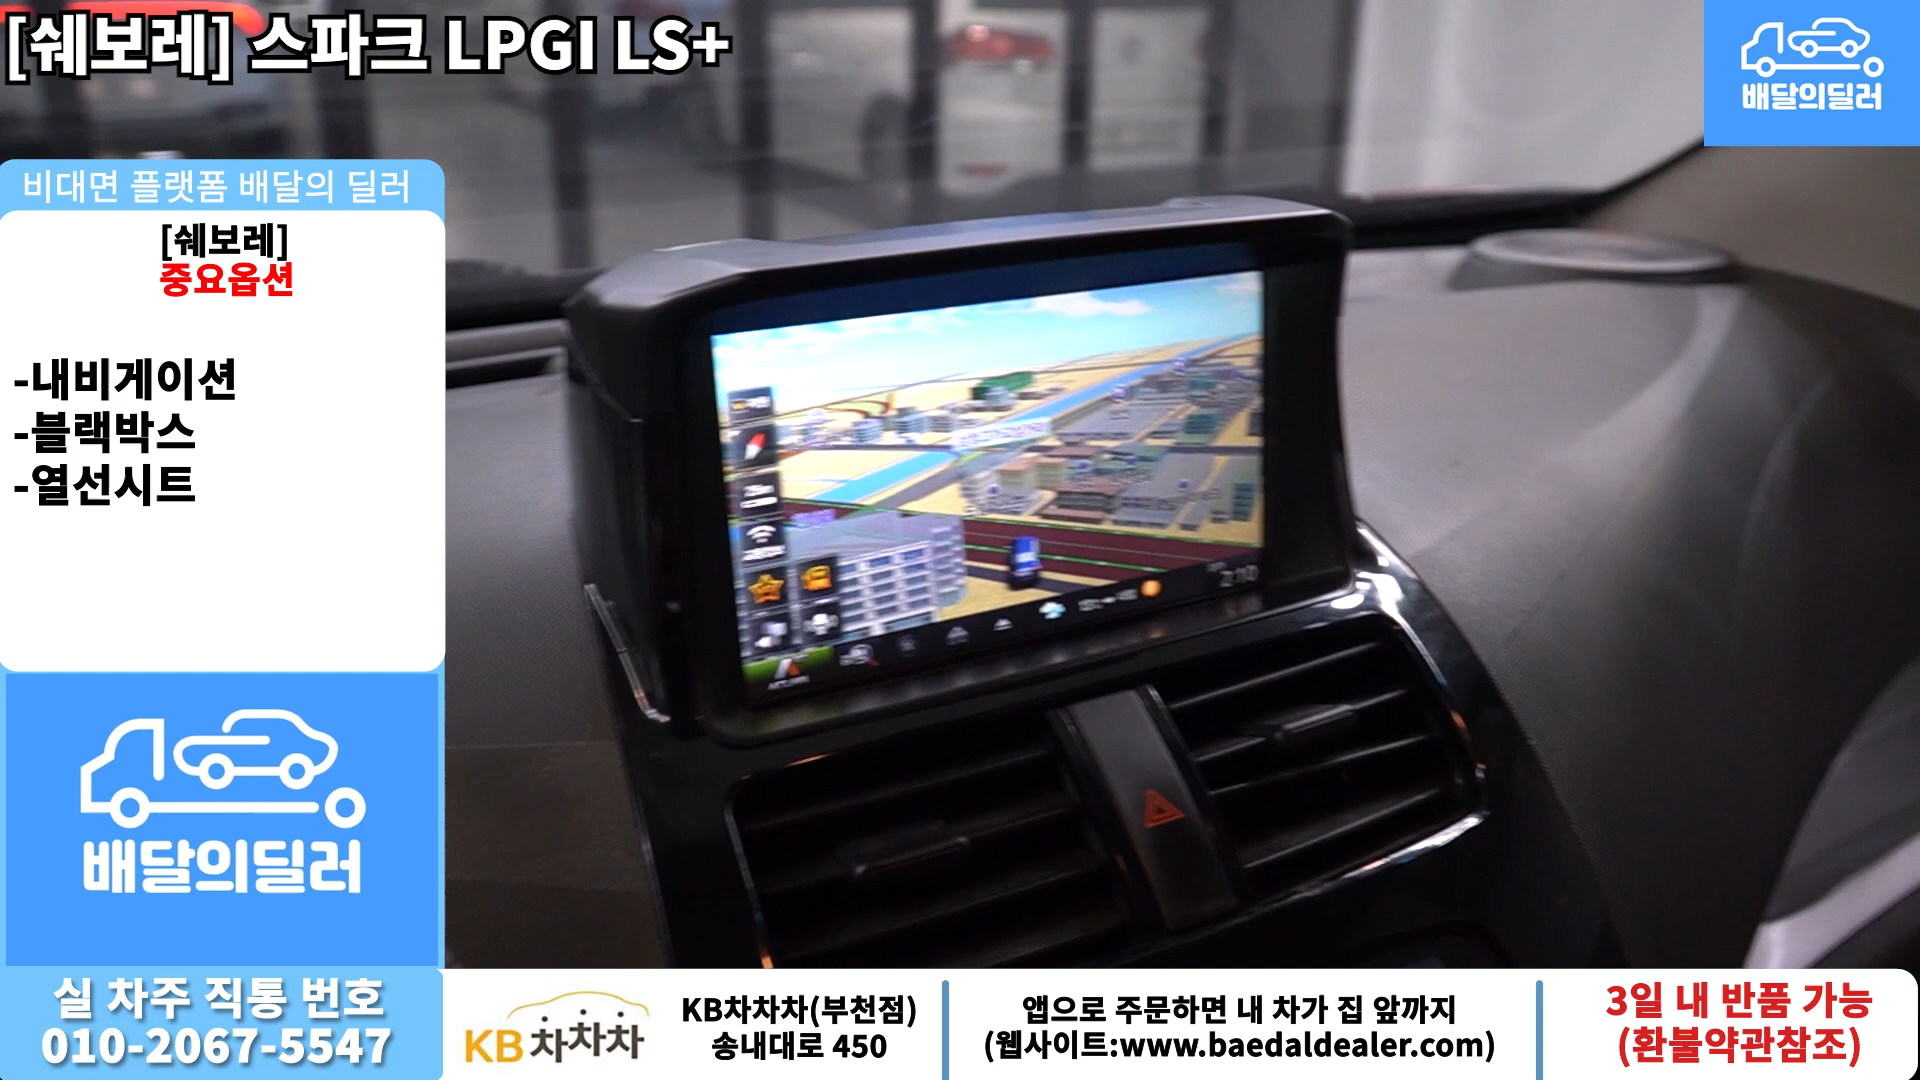 [쉐보레] 스파크 LPGI LS+
배달의딜러
비대면 플랫폼 배달의 딜러
[쉐보레]
중요옵션
-내비게이션
-블랙박스
-열선시트
2:10
배달의딜러
실 차주 직통 번호
010-2067-5547
KB차차차
KB차차차(부천점)
송내대로 450
앱으로 주문하면 내 차가 집 앞까지
(웹사이트:www.baedaldealer.com)
3일 내 반품 가능
(환불약관참조)